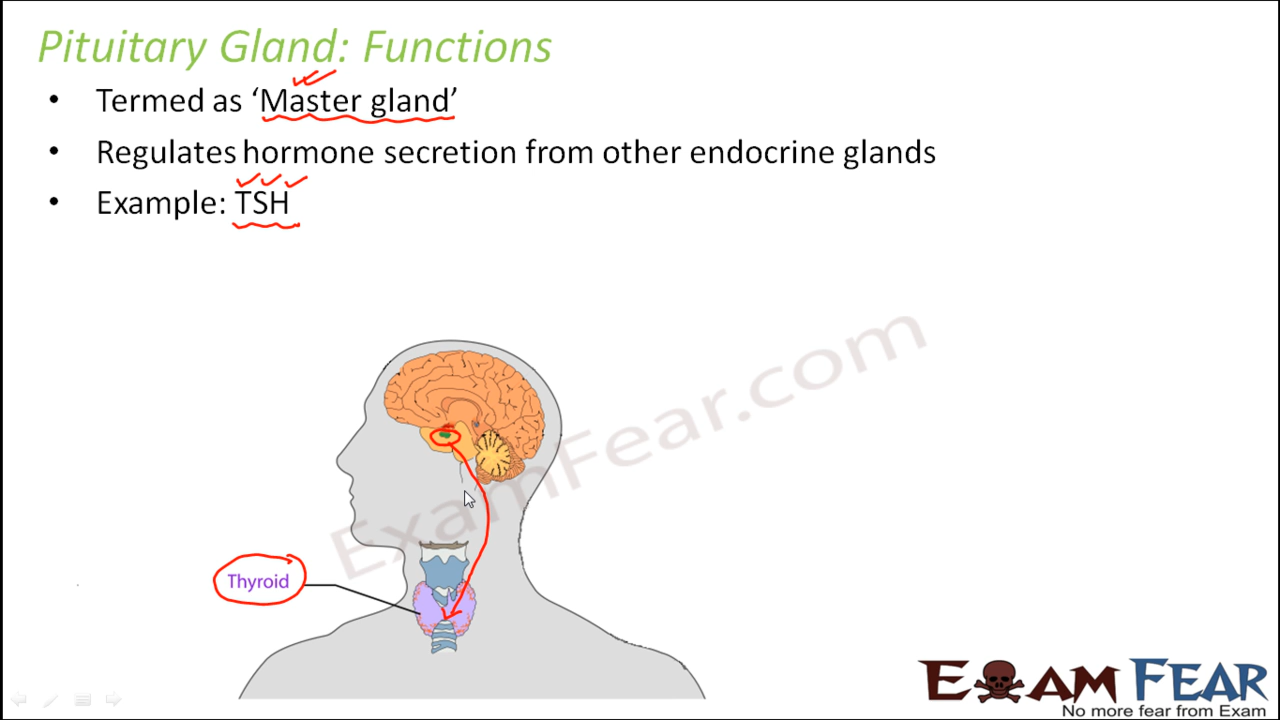 Pituitary Gland: Functions
• Termed as ‘Master gland’
• Regulates hormone secretion from other endocrine glands
• Example: TSH
ExamFear.com
Thyroid
EXAM FEAR
No more fear from Exam